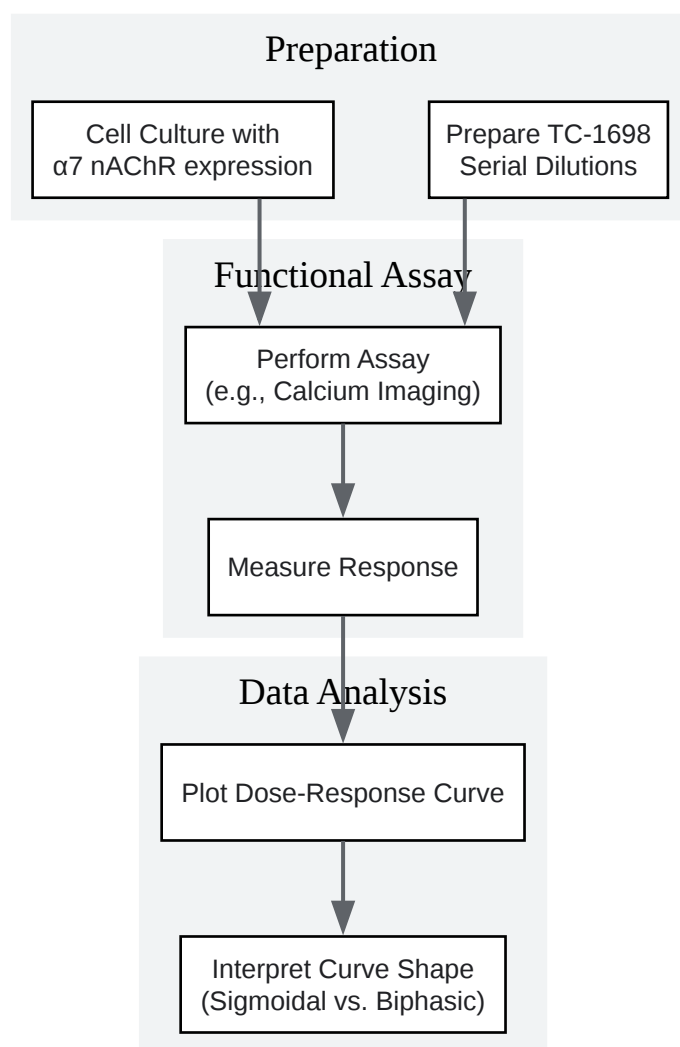 Preparation
Cell Culture with
α7 nAChR expression
Prepare TC-1698
Serial Dilutions
Functional Assay
Perform Assay
(e.g., Calcium Imaging)
Measure Response
Data Analysis
Plot Dose-Response Curve
Interpret Curve Shape
(Sigmoidal vs. Biphasic)